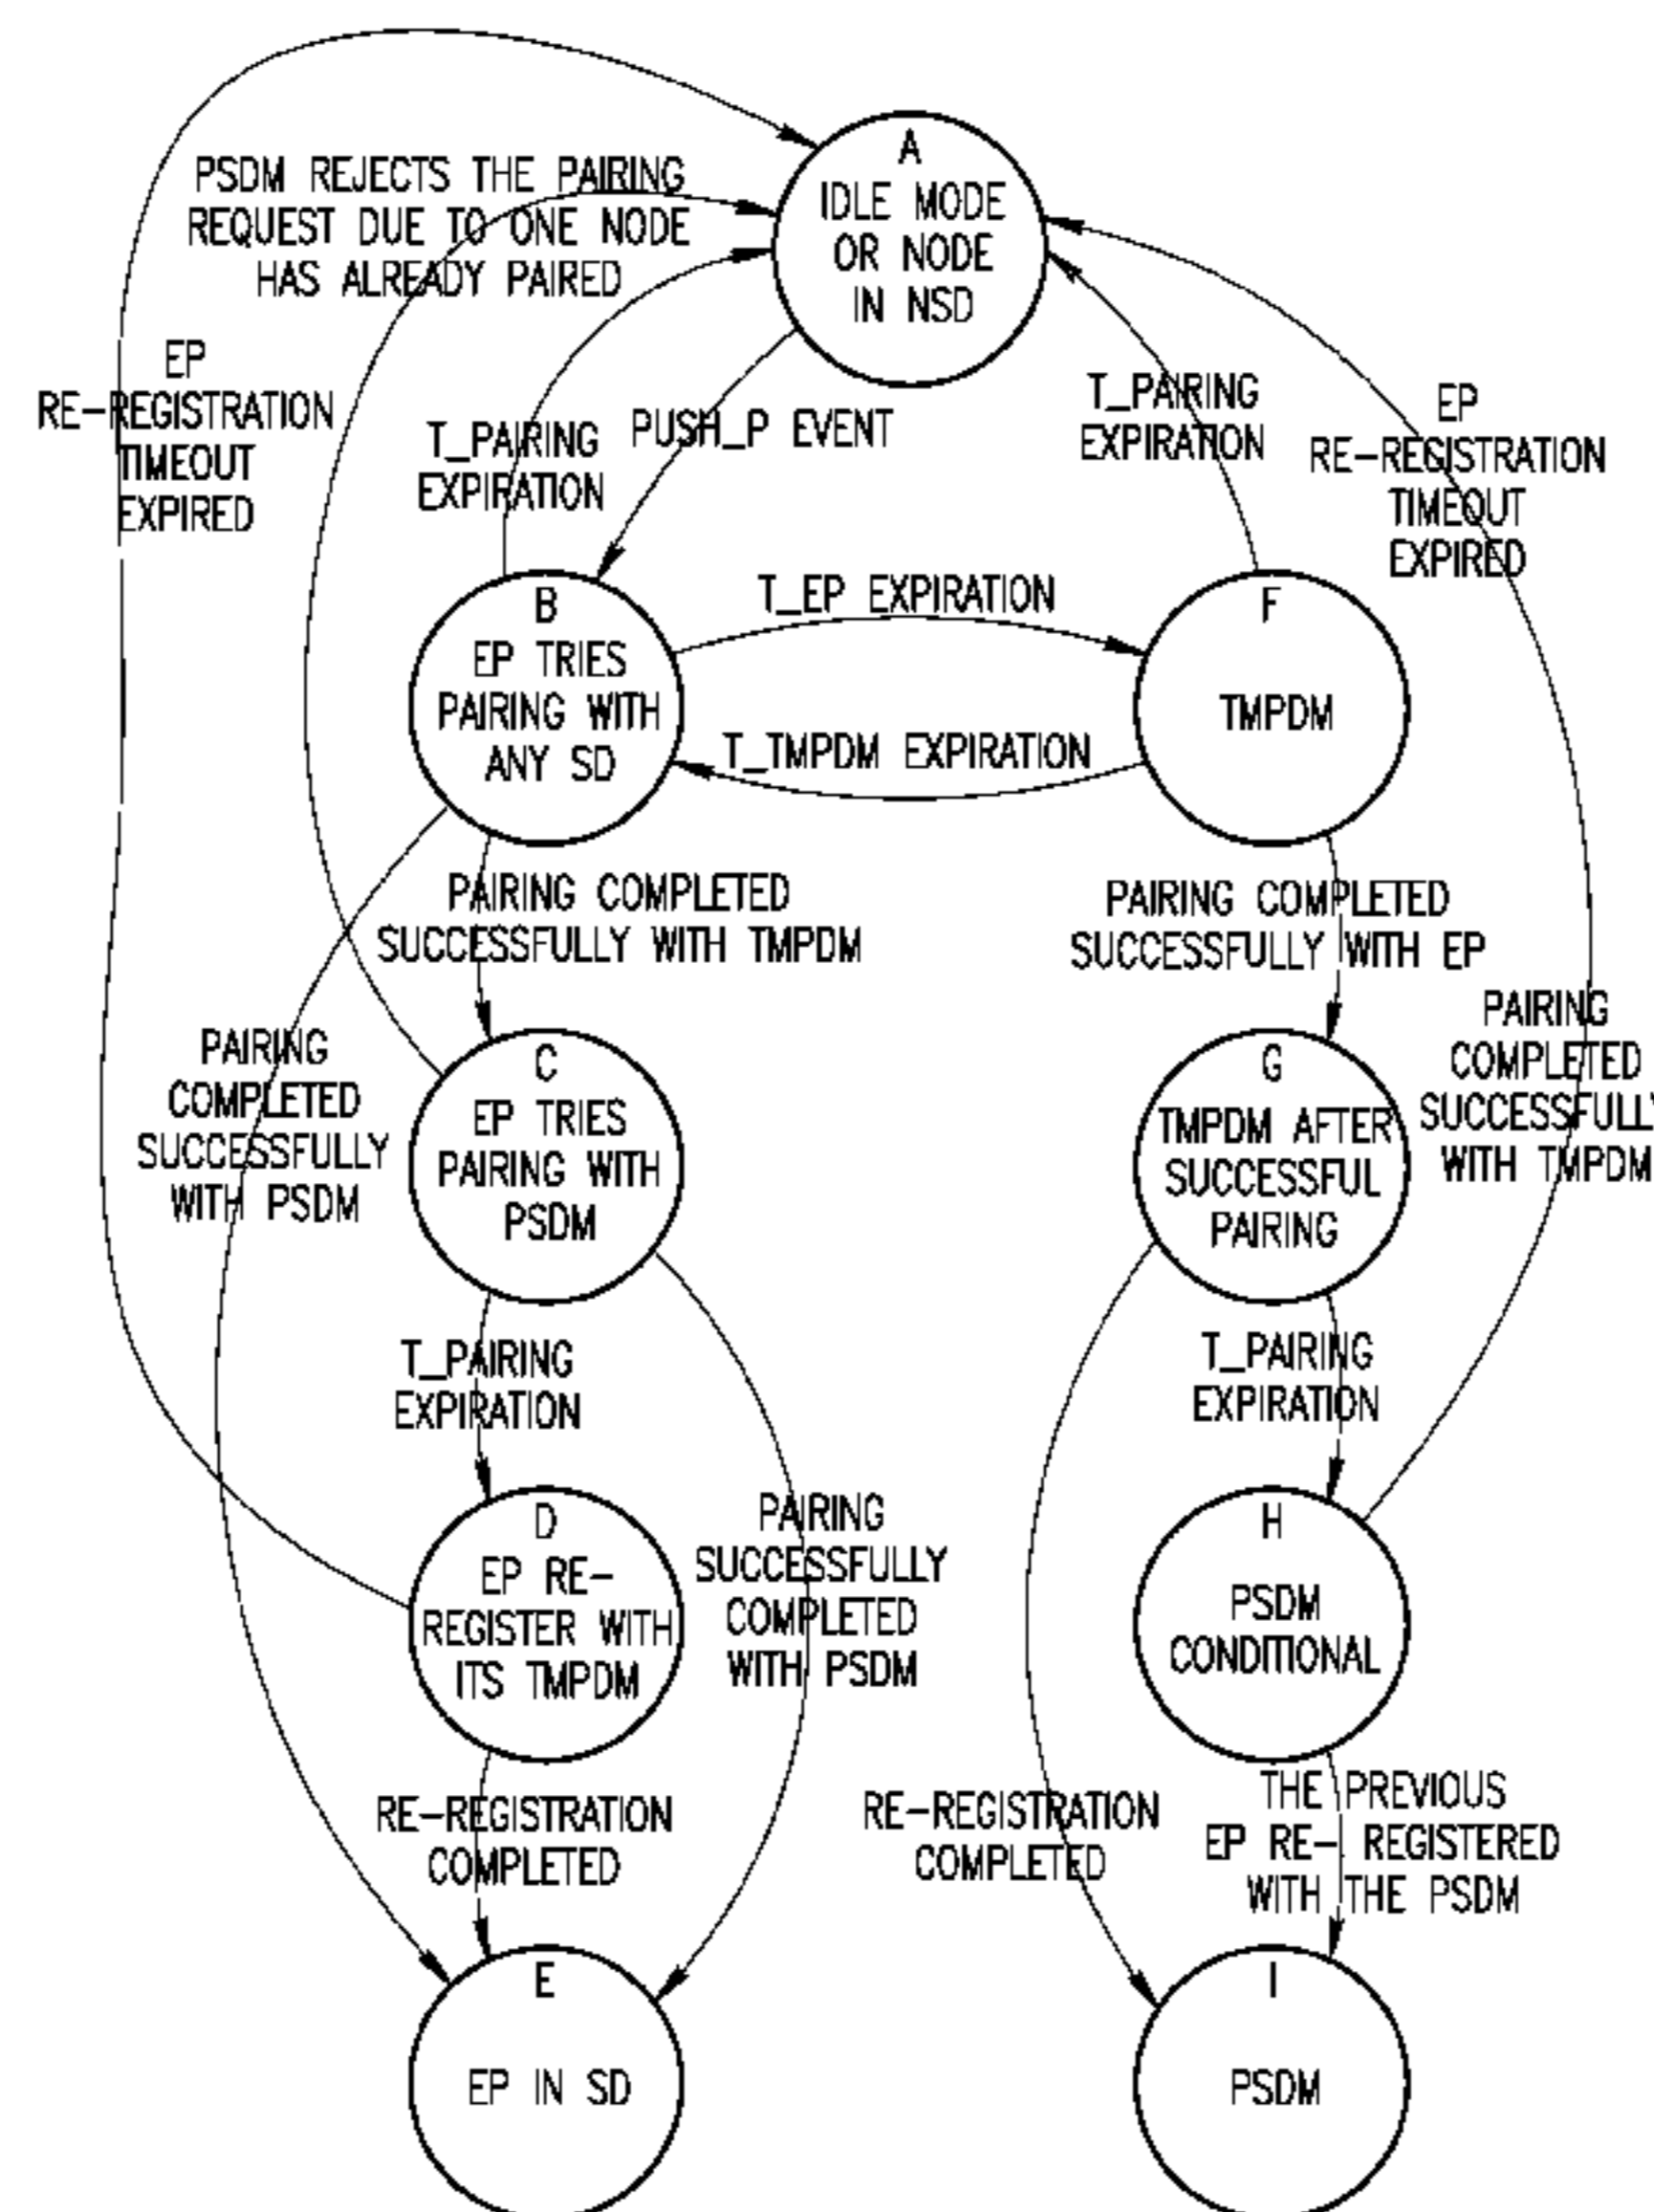 A
IDLE MODE
OR NODE
IN NSD
PSDM REJECTS THE PAIRING
REQUEST DUE TO ONE NODE
HAS ALREADY PAIRED
EP
RE-REGISTRATION
TIMEOUT
EXPIRED
T_PAIRING
EXPIRATION
PUSH_P EVENT
T_PAIRING
EXPIRATION
EP
RE-REGISTRATION
TIMEOUT
EXPIRED
B
EP TRIES
PAIRING WITH
ANY SD
T_EP EXPIRATION
T_TMPDM EXPIRATION
F
TMPDM
PAIRING COMPLETED
SUCCESSFULLY WITH TMPDM
PAIRING COMPLETED
SUCCESSFULLY WITH EP
PAIRING
COMPLETED
SUCCESSFULLY
WITH PSDM
C
EP TRIES
PAIRING WITH
PSDM
G
TMPDM AFTER
SUCCESSFUL
PAIRING
PAIRING
COMPLETED
SUCCESSFULLY
WITH TMPDM
T_PAIRING
EXPIRATION
T_PAIRING
EXPIRATION
D
EP RE-
REGISTER WITH
ITS TMPDM
PAIRING
SUCCESSFULLY
COMPLETED
WITH PSDM
H
PSDM
CONDITIONAL
RE-REGISTRATION
COMPLETED
RE-REGISTRATION
COMPLETED
THE PREVIOUS
EP RE- REGISTERED
WITH THE PSDM
E
EP IN SD
I
PSDM